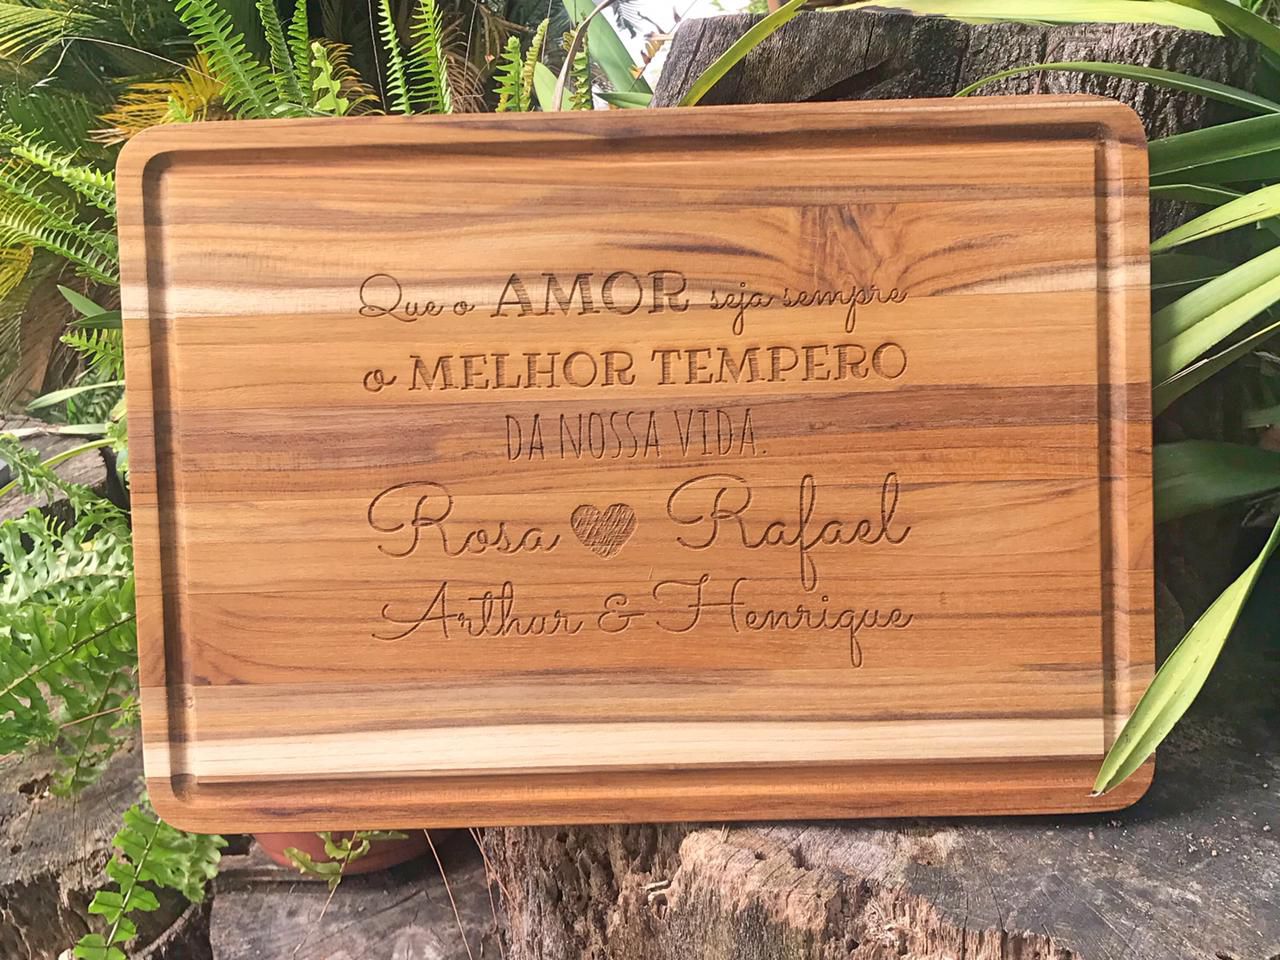 Que o AMOR seja sempre
o MELHOR TEMPERO
DA NOSSA VIDA.
Rosa Rafael
Arthur & Henrique